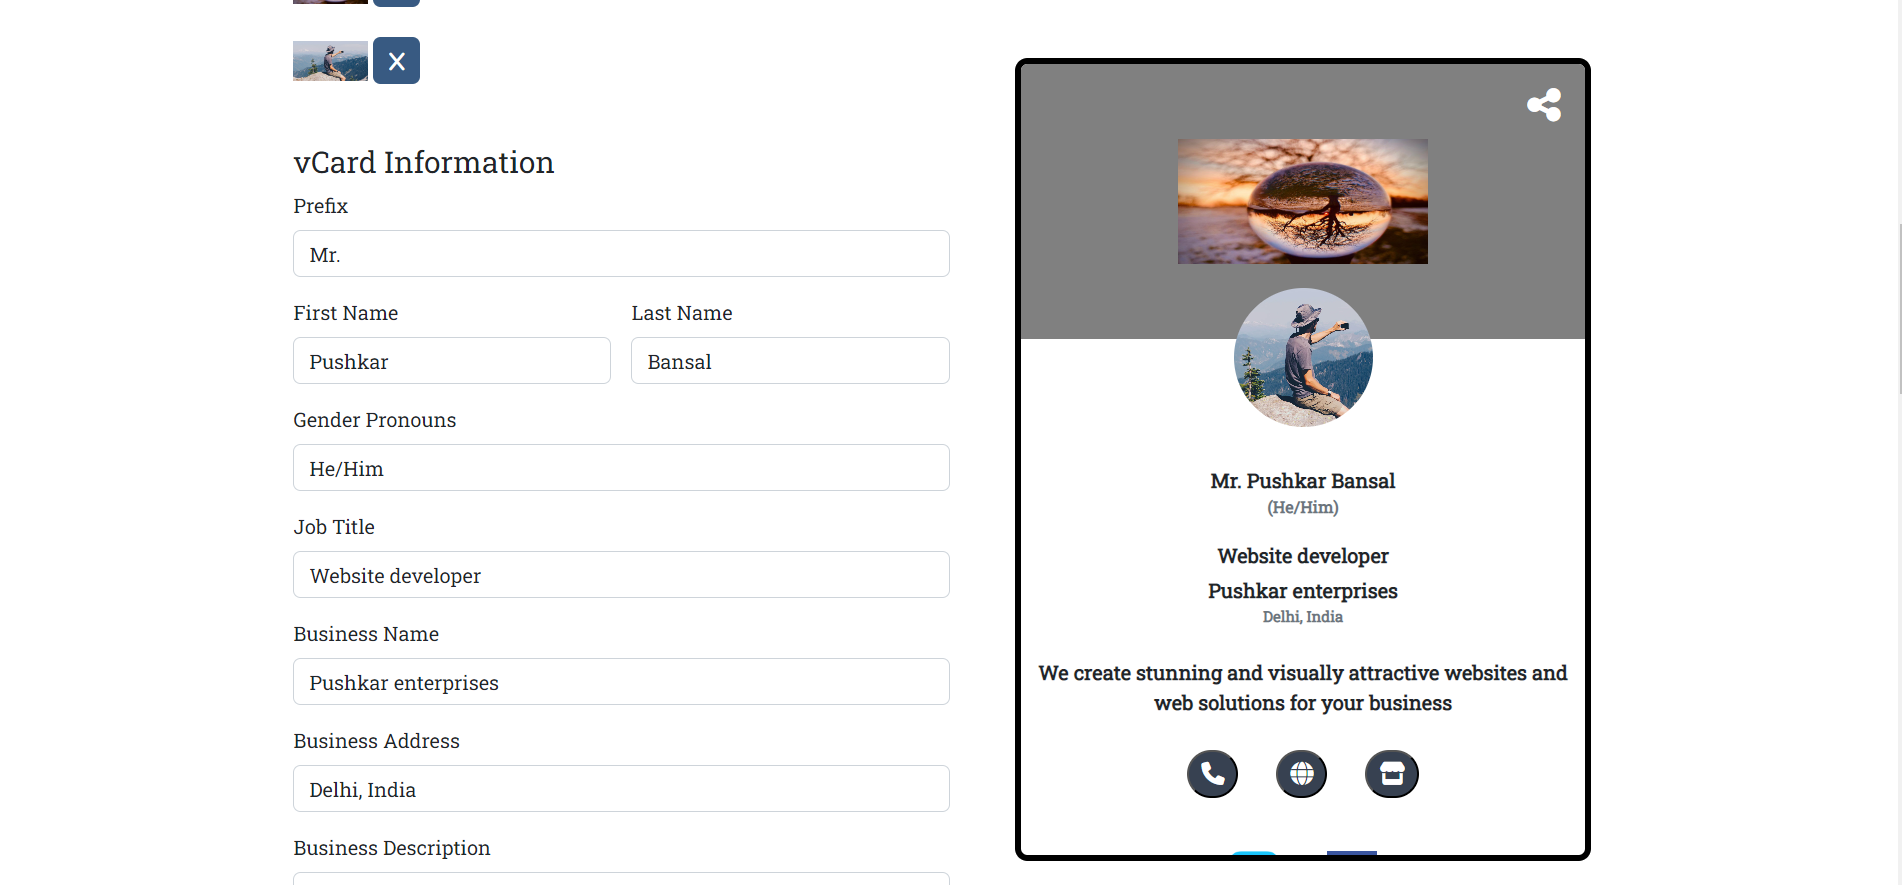 X
vCard Information
Prefix
Mr.
First Name
Last Name
Pushkar
Bansal
Gender Pronouns
He/Him
Job Title
Website developer
Business Name
Pushkar enterprises
Business Address
Delhi, India
Business Description
Mr. Pushkar Bansal
(He/Him)
Website developer
Pushkar enterprises
Delhi, India
We create stunning and visually attractive websites and
web solutions for your business